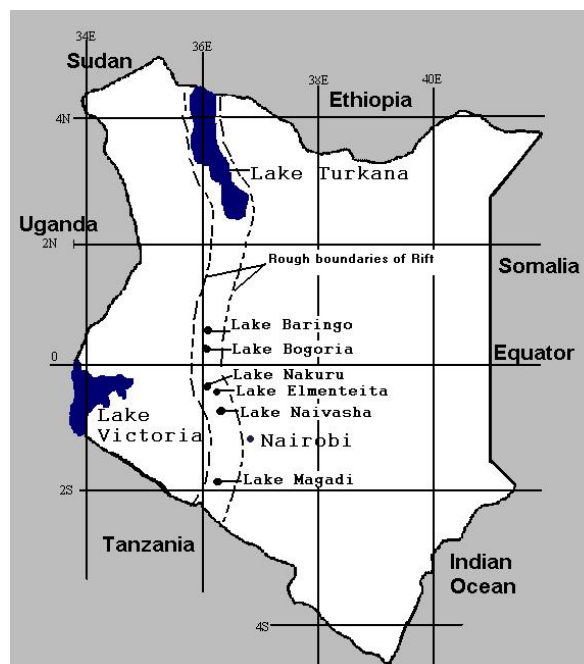 34E
36E
Sudan
38E
40E
Ethiopia
4N
Lake Turkana
Uganda
2N
Rough boundaries of Rift
Somalia
Lake Baringo
Lake Bogoria
0
Equator
Lake Nakuru
Lake Elmenteita
Lake Naivasha
Lake
Victoria
Nairobi
Lake Magadi
2S
Tanzania
Indian
Ocean
4S